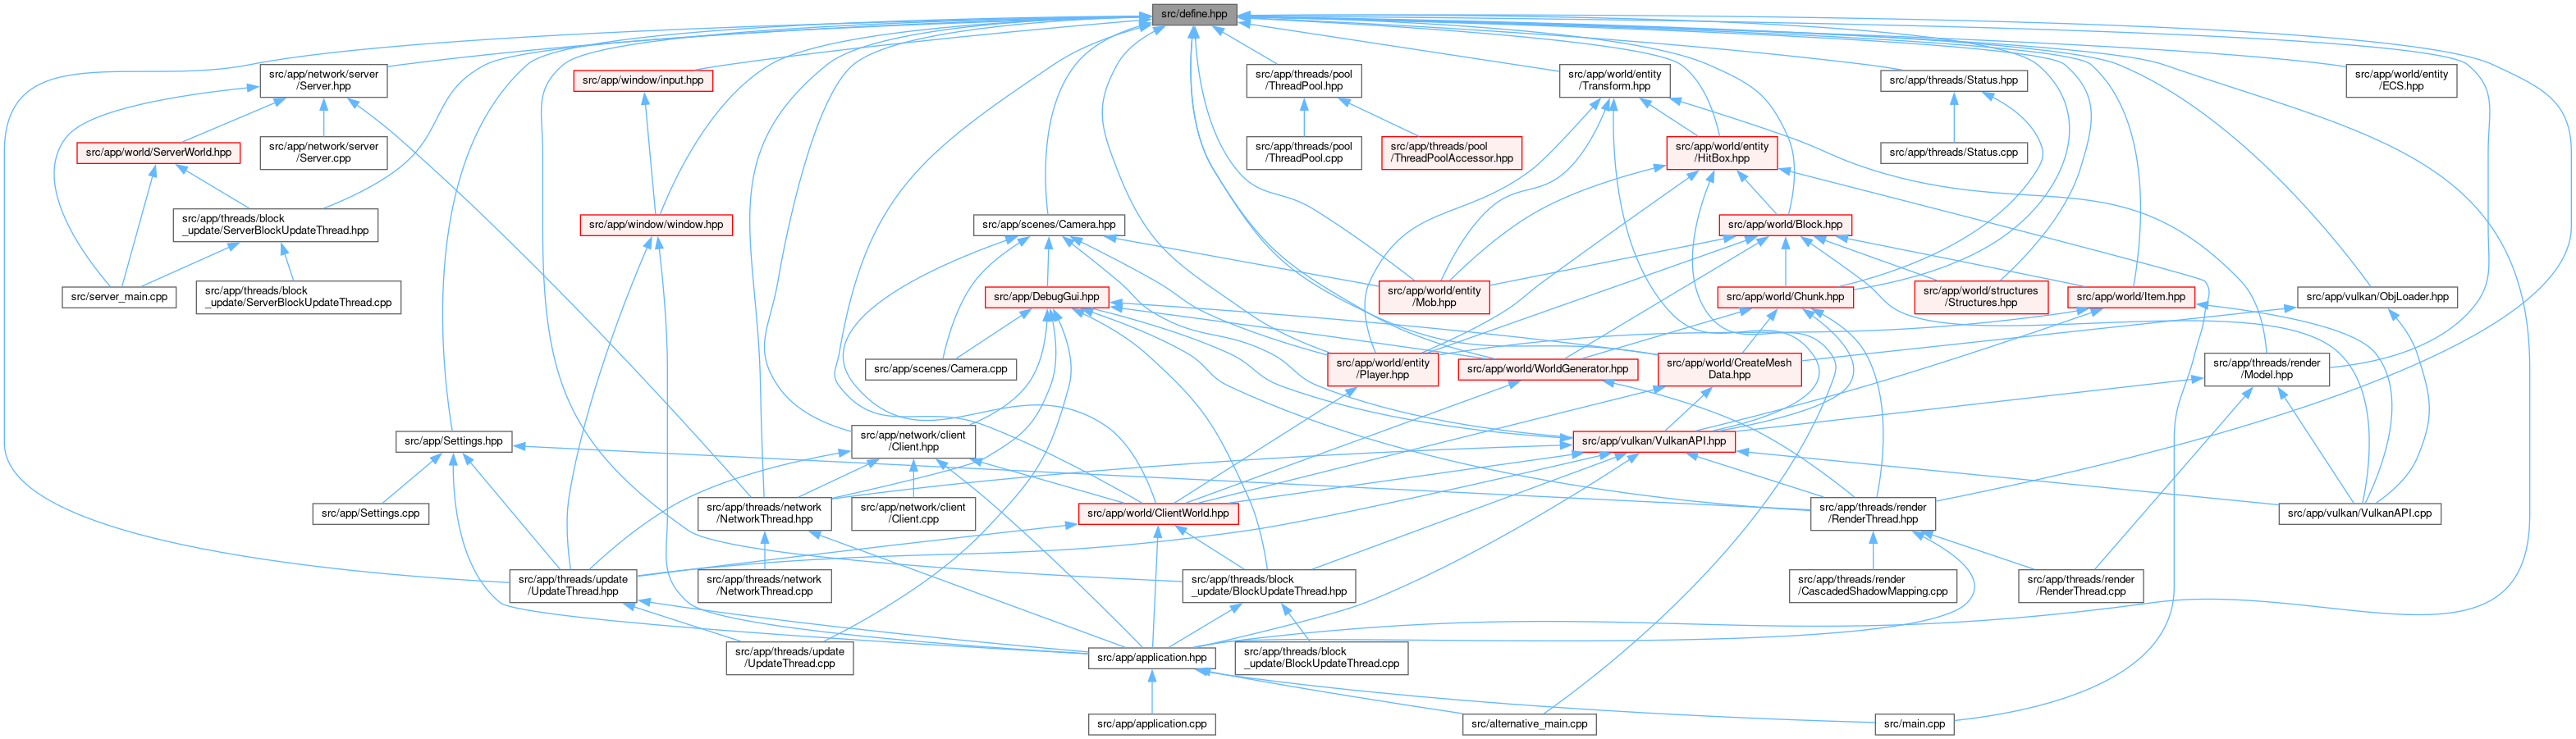 src/define.hpp
src/app/network/server
/Server.hpp
src/app/window/input.hpp
src/app/threads/pool
/ThreadPool.hpp
src/app/world/entity
/Transform.hpp
src/app/threads/Status.hpp
src/app/world/entity
/ECS.hpp
src/app/world/ServerWorld.hpp
src/app/network/server
/Server.cpp
src/app/threads/pool
/ThreadPool.cpp
src/app/threads/pool
/ThreadPoolAccessor.hpp
src/app/world/entity
/HitBox.hpp
src/app/threads/Status.cpp
src/app/threads/block
_update/ServerBlockUpdateThread.hpp
src/app/window/window.hpp
src/app/scenes/Camera.hpp
src/app/world/Block.hpp
src/server_main.cpp
src/app/threads/block
_update/ServerBlockUpdateThread.cpp
src/app/DebugGui.hpp
src/app/world/entity
/Mob.hpp
src/app/world/Chunk.hpp
src/app/world/structures
/Structures.hpp
src/app/world/Item.hpp
src/app/vulkan/ObjLoader.hpp
src/app/scenes/Camera.cpp
src/app/world/entity
/Player.hpp
src/app/world/WorldGenerator.hpp
src/app/world/CreateMesh
Data.hpp
src/app/threads/render
/Model.hpp
src/app/Settings.hpp
src/app/network/client
/Client.hpp
src/app/vulkan/VulkanAPI.hpp
src/app/Settings.cpp
src/app/threads/network
/NetworkThread.hpp
src/app/network/client
/Client.cpp
src/app/world/ClientWorld.hpp
src/app/threads/render
/RenderThread.hpp
src/app/vulkan/VulkanAPI.cpp
src/app/threads/update
/UpdateThread.hpp
src/app/threads/network
/NetworkThread.cpp
src/app/threads/block
_update/BlockUpdateThread.hpp
src/app/threads/render
/CascadedShadowMapping.cpp
src/app/threads/render
/RenderThread.cpp
src/app/threads/update
/UpdateThread.cpp
src/app/application.hpp
src/app/threads/block
_update/BlockUpdateThread.cpp
src/app/application.cpp
src/alternative_main.cpp
src/main.cpp